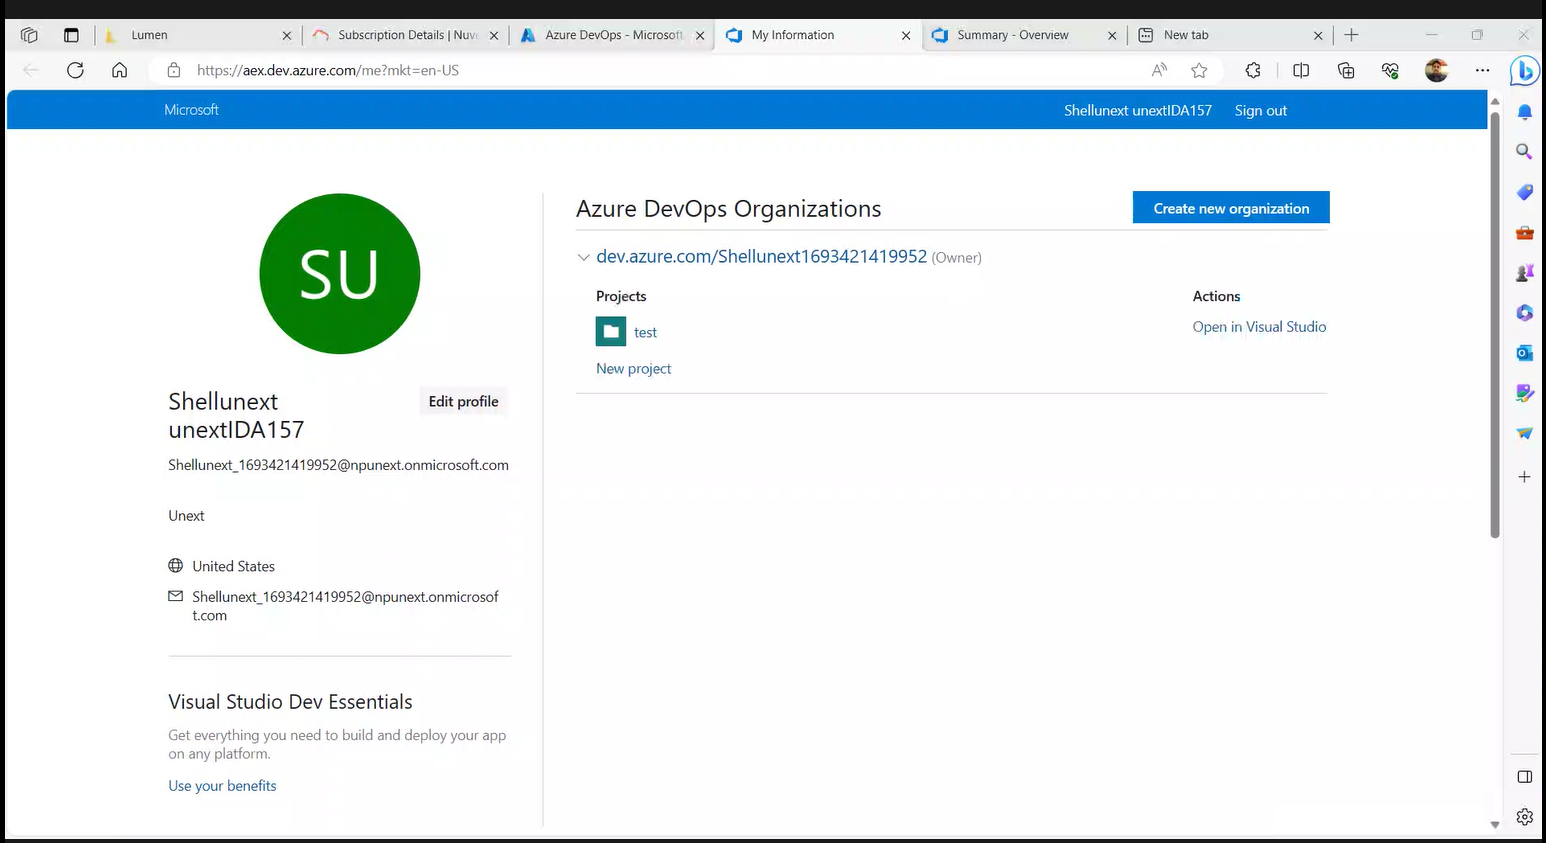 Lumen
Subscription Details | Nuve
Azure DevOps - Microsoft
My Information
Summary - Overview
New tab
https://aex.dev.azure.com/me?mkt=en-US
Microsoft
Shellunext unextIDA157
Sign out
SU
Azure DevOps Organizations
Create new organization
dev.azure.com/Shellunext1693421419952 (Owner)
Projects
Actions
test
Open in Visual Studio
New project
Shellunext
unextIDA157
Edit profile
Shellunext_1693421419952@npunext.onmicrosoft.com
Unext
United States
Shellunext_1693421419952@npunext.onmicrosof
t.com
Visual Studio Dev Essentials
Get everything you need to build and deploy your app
on any platform.
Use your benefits